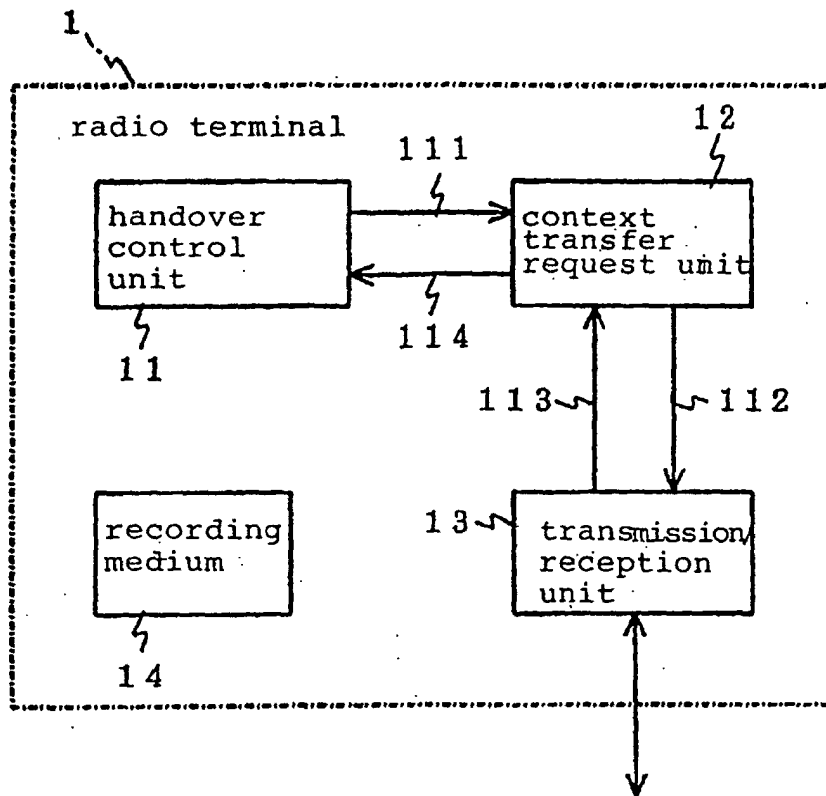 1
radio terminal
111
12
handover
control
unit
context
transfer
request unit
11
114
113
112
recording
medium
13
transmission/
reception
unit
14